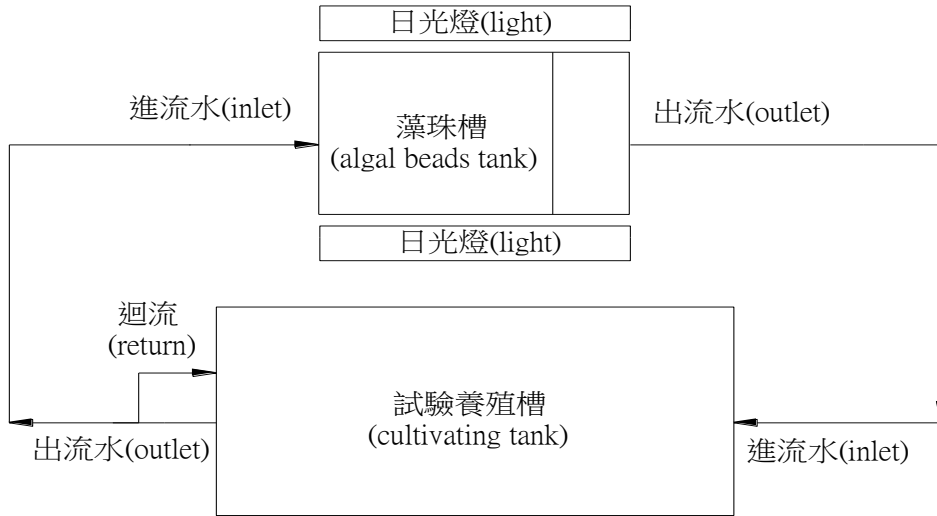 日光燈(light)
進流水(inlet)
藻珠槽
(algal beads tank)
出流水(outlet)
日光燈(light)
迴流
(return)
試驗養殖槽
(cultivating tank)
出流水(outlet)
進流水(inlet)